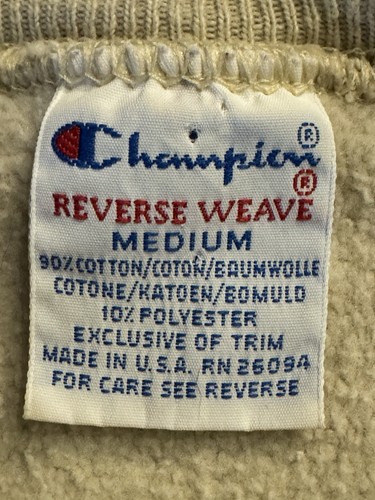 Champion®
REVERSE WEAVE®
MEDIUM
90% COTTON/COTON/BAUMWOLLE
COTONE/KATOEN/BOMULD
10% POLYESTER
EXCLUSIVE OF TRIM
MADE IN U.S.A. RN 26094
FOR CARE SEE REVERSE